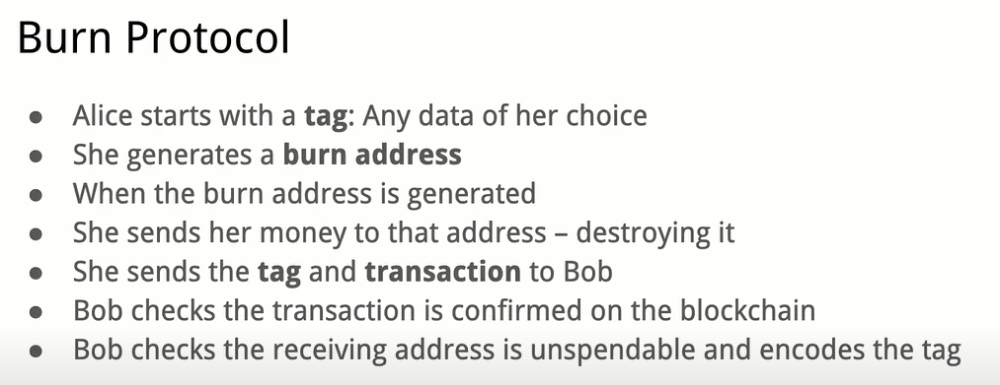 Burn Protocol
● Alice starts with a tag: Any data of her choice
● She generates a burn address
● When the burn address is generated
● She sends her money to that address – destroying it
● She sends the tag and transaction to Bob
● Bob checks the transaction is confirmed on the blockchain
● Bob checks the receiving address is unspendable and encodes the tag